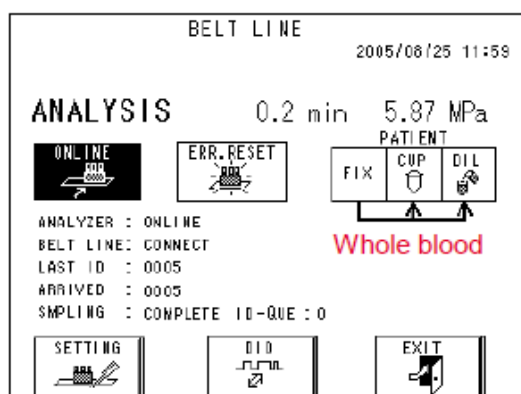 BELT LINE
2005/08/25 11:59
ANALYSIS 0.2 min 5.87 MPa
PATIENT
ONLINE ERR.RESET FIX CUP DIL
Whole blood
ANALYZER : ONLINE
BELT LINE: CONNECT
LAST ID : 0005
ARRIVED : 0005
SMPLING : COMPLETE ID-QUE : 0
SETTING DIO EXIT